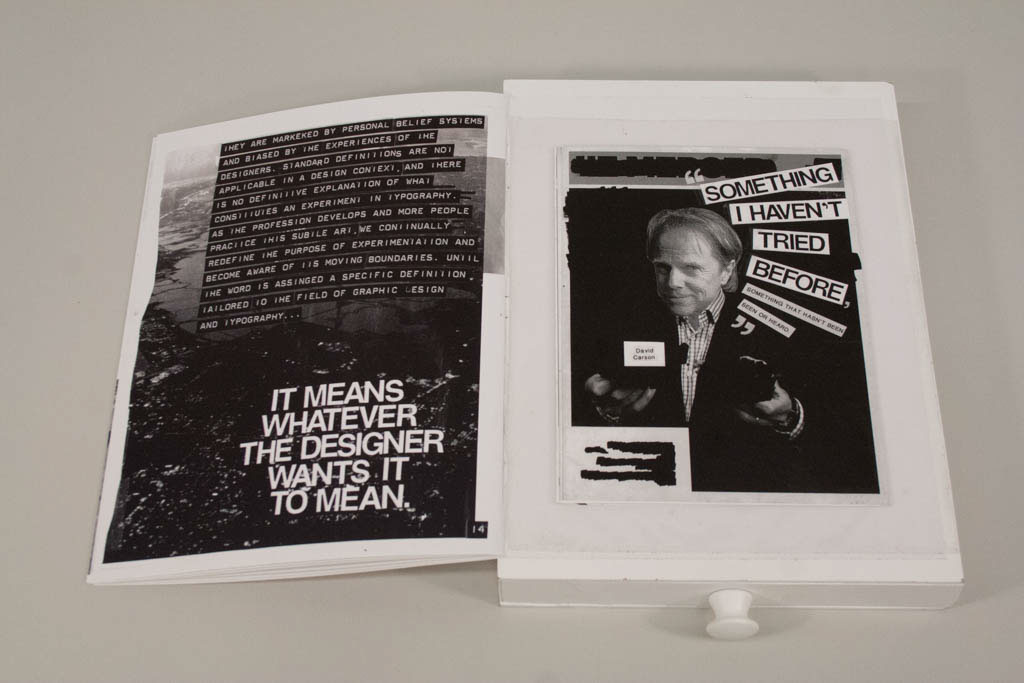 THEY ARE MARKEKED BY PERSONAL BELIEF SYSTEMS
AND BIASED BY THE EXPERIENCES OF THE
DESIGNERS. STANDARD DEFINITIONS ARE NOT
APPLICABLE IN A DESIGN CONTEXT, AND THERE
IS NO DEFINITIVE EXPLANATION OF WHAT
CONSTITUTES AN EXPERIMENT IN TYPOGRAPHY.
AS THE PROFESSION DEVELOPS AND MORE PEOPLE
PRACTICE THIS SUBTLE ART, WE CONTINUALLY
REDEFINE THE PURPOSE OF EXPERIMENTATION AND
BECOME AWARE OF ITS MOVING BOUNDARIES. UNTIL
THE WORD IS ASSINGED A SPECIFIC DEFINITION,
TAILORED TO THE FIELD OF GRAPHIC DESIGN
AND TYPOGRAPHY...
IT MEANS
WHATEVER
THE DESIGNER
WANTS IT
TO MEAN.
14
“SOMETHING
I HAVEN'T
TRIED
BEFORE,
SOMETHING THAT HASN'T BEEN
SEEN OR HEARD.
”
David
Carson